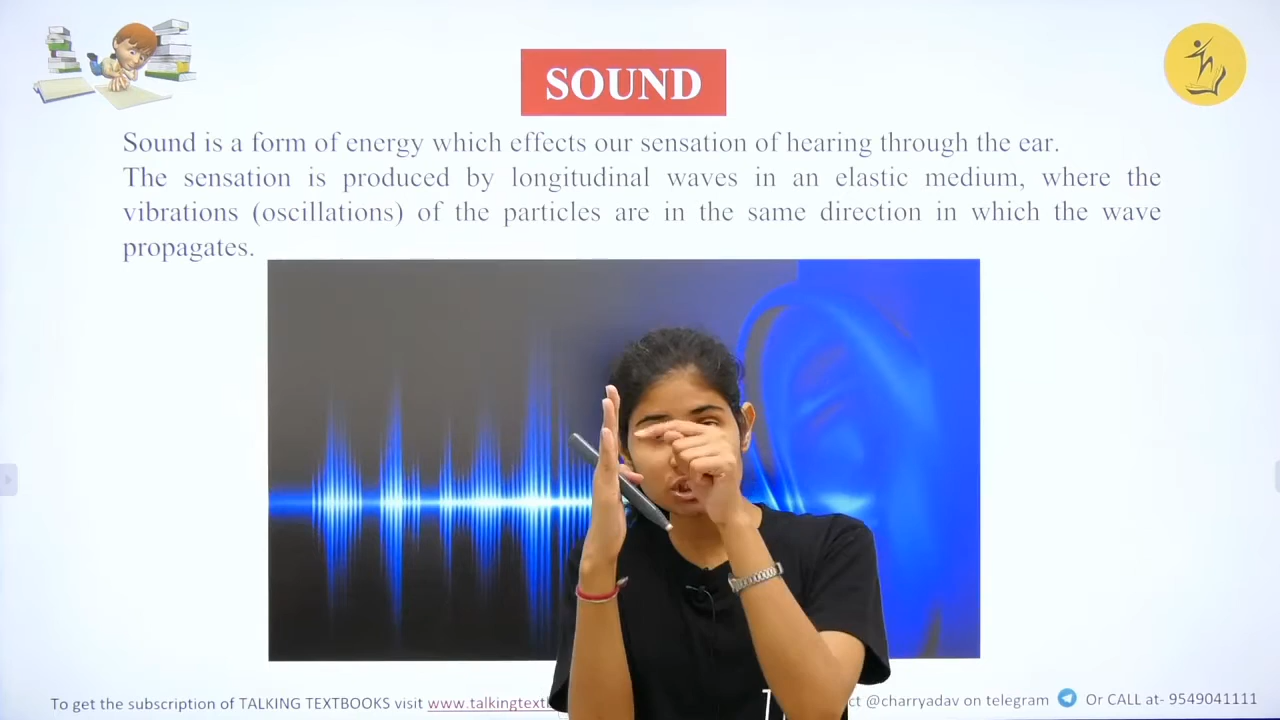 SOUND
Sound is a form of energy which effects our sensation of hearing through the ear.
The sensation is produced by longitudinal waves in an elastic medium, where the
vibrations (oscillations) of the particles are in the same direction in which the wave
propagates.
To get the subscription of TALKING TEXTBOOKS visit www.talkingtext
@charryadav on telegram Or CALL at- 9549041111